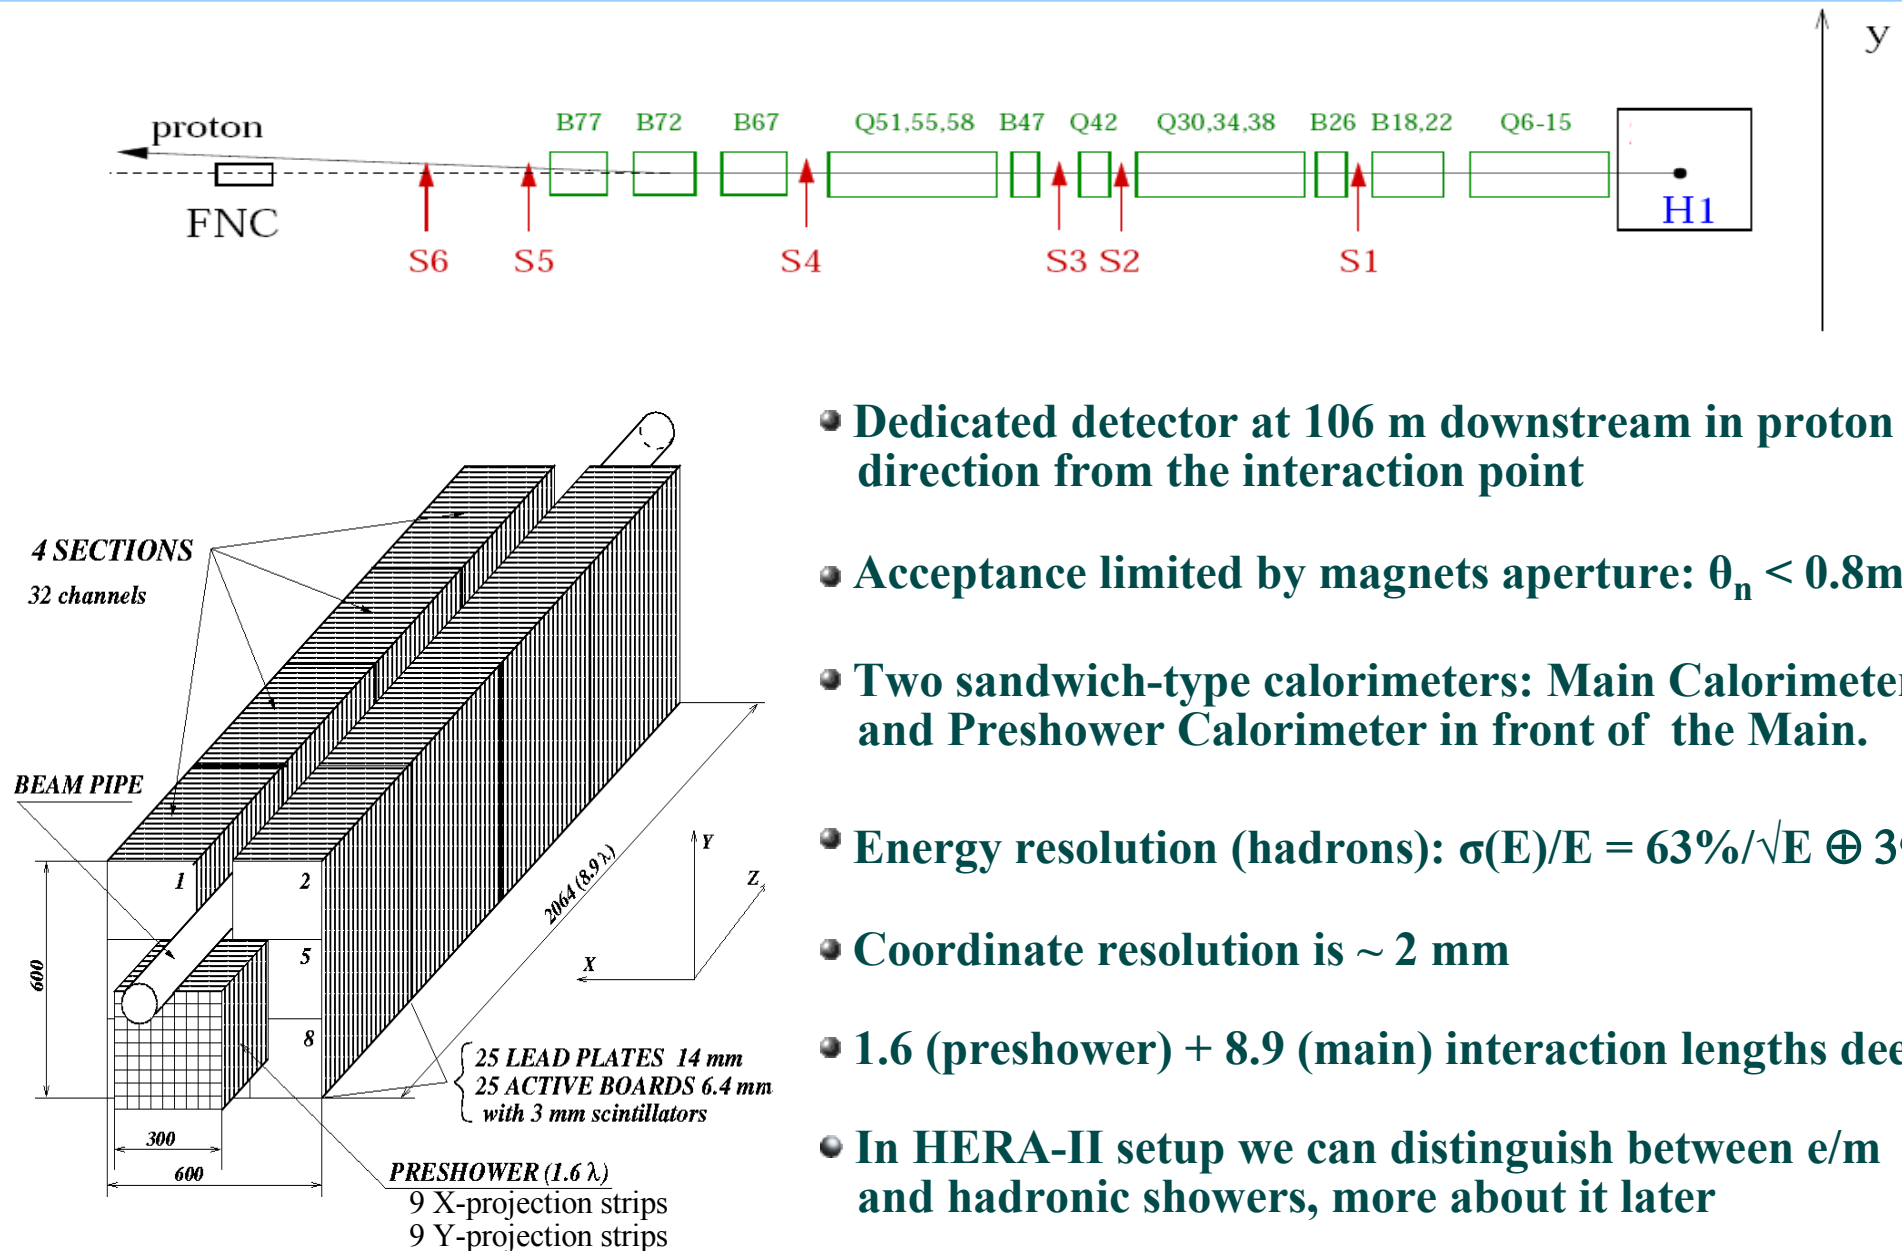 y
proton
B77 B72 B67 Q51,55,58 B47 Q42 Q30,34,38 B26 B18,22 Q6-15
FNC
H1
S6 S5 S4 S3 S2 S1
Dedicated detector at 106 m downstream in proton
direction from the interaction point
Acceptance limited by magnets aperture: θn < 0.8m
Two sandwich-type calorimeters: Main Calorimeter
and Preshower Calorimeter in front of the Main.
Energy resolution (hadrons): σ(E)/E = 63%/√E ⊕ 3
Coordinate resolution is ~ 2 mm
1.6 (preshower) + 8.9 (main) interaction lengths
In HERA-II setup we can distinguish between e/m
and hadronic showers, more about it later
4 SECTIONS
32 channels
BEAM PIPE
1 2
5
8
600
2064 (8.9 λ)
Y
Z
X
25 LEAD PLATES 14 mm
25 ACTIVE BOARDS 6.4 mm
with 3 mm scintillators
300
600
PRESHOWER (1.6 λ)
9 X-projection strips
9 Y-projection strips